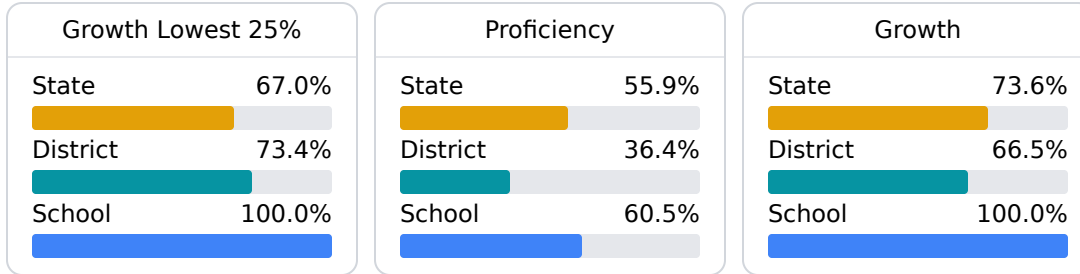 Growth Lowest 25%
State 67.0%
District 73.4%
School 100.0%
Proficiency
State 55.9%
District 36.4%
School 60.5%
Growth
State 73.6%
District 66.5%
School 100.0%